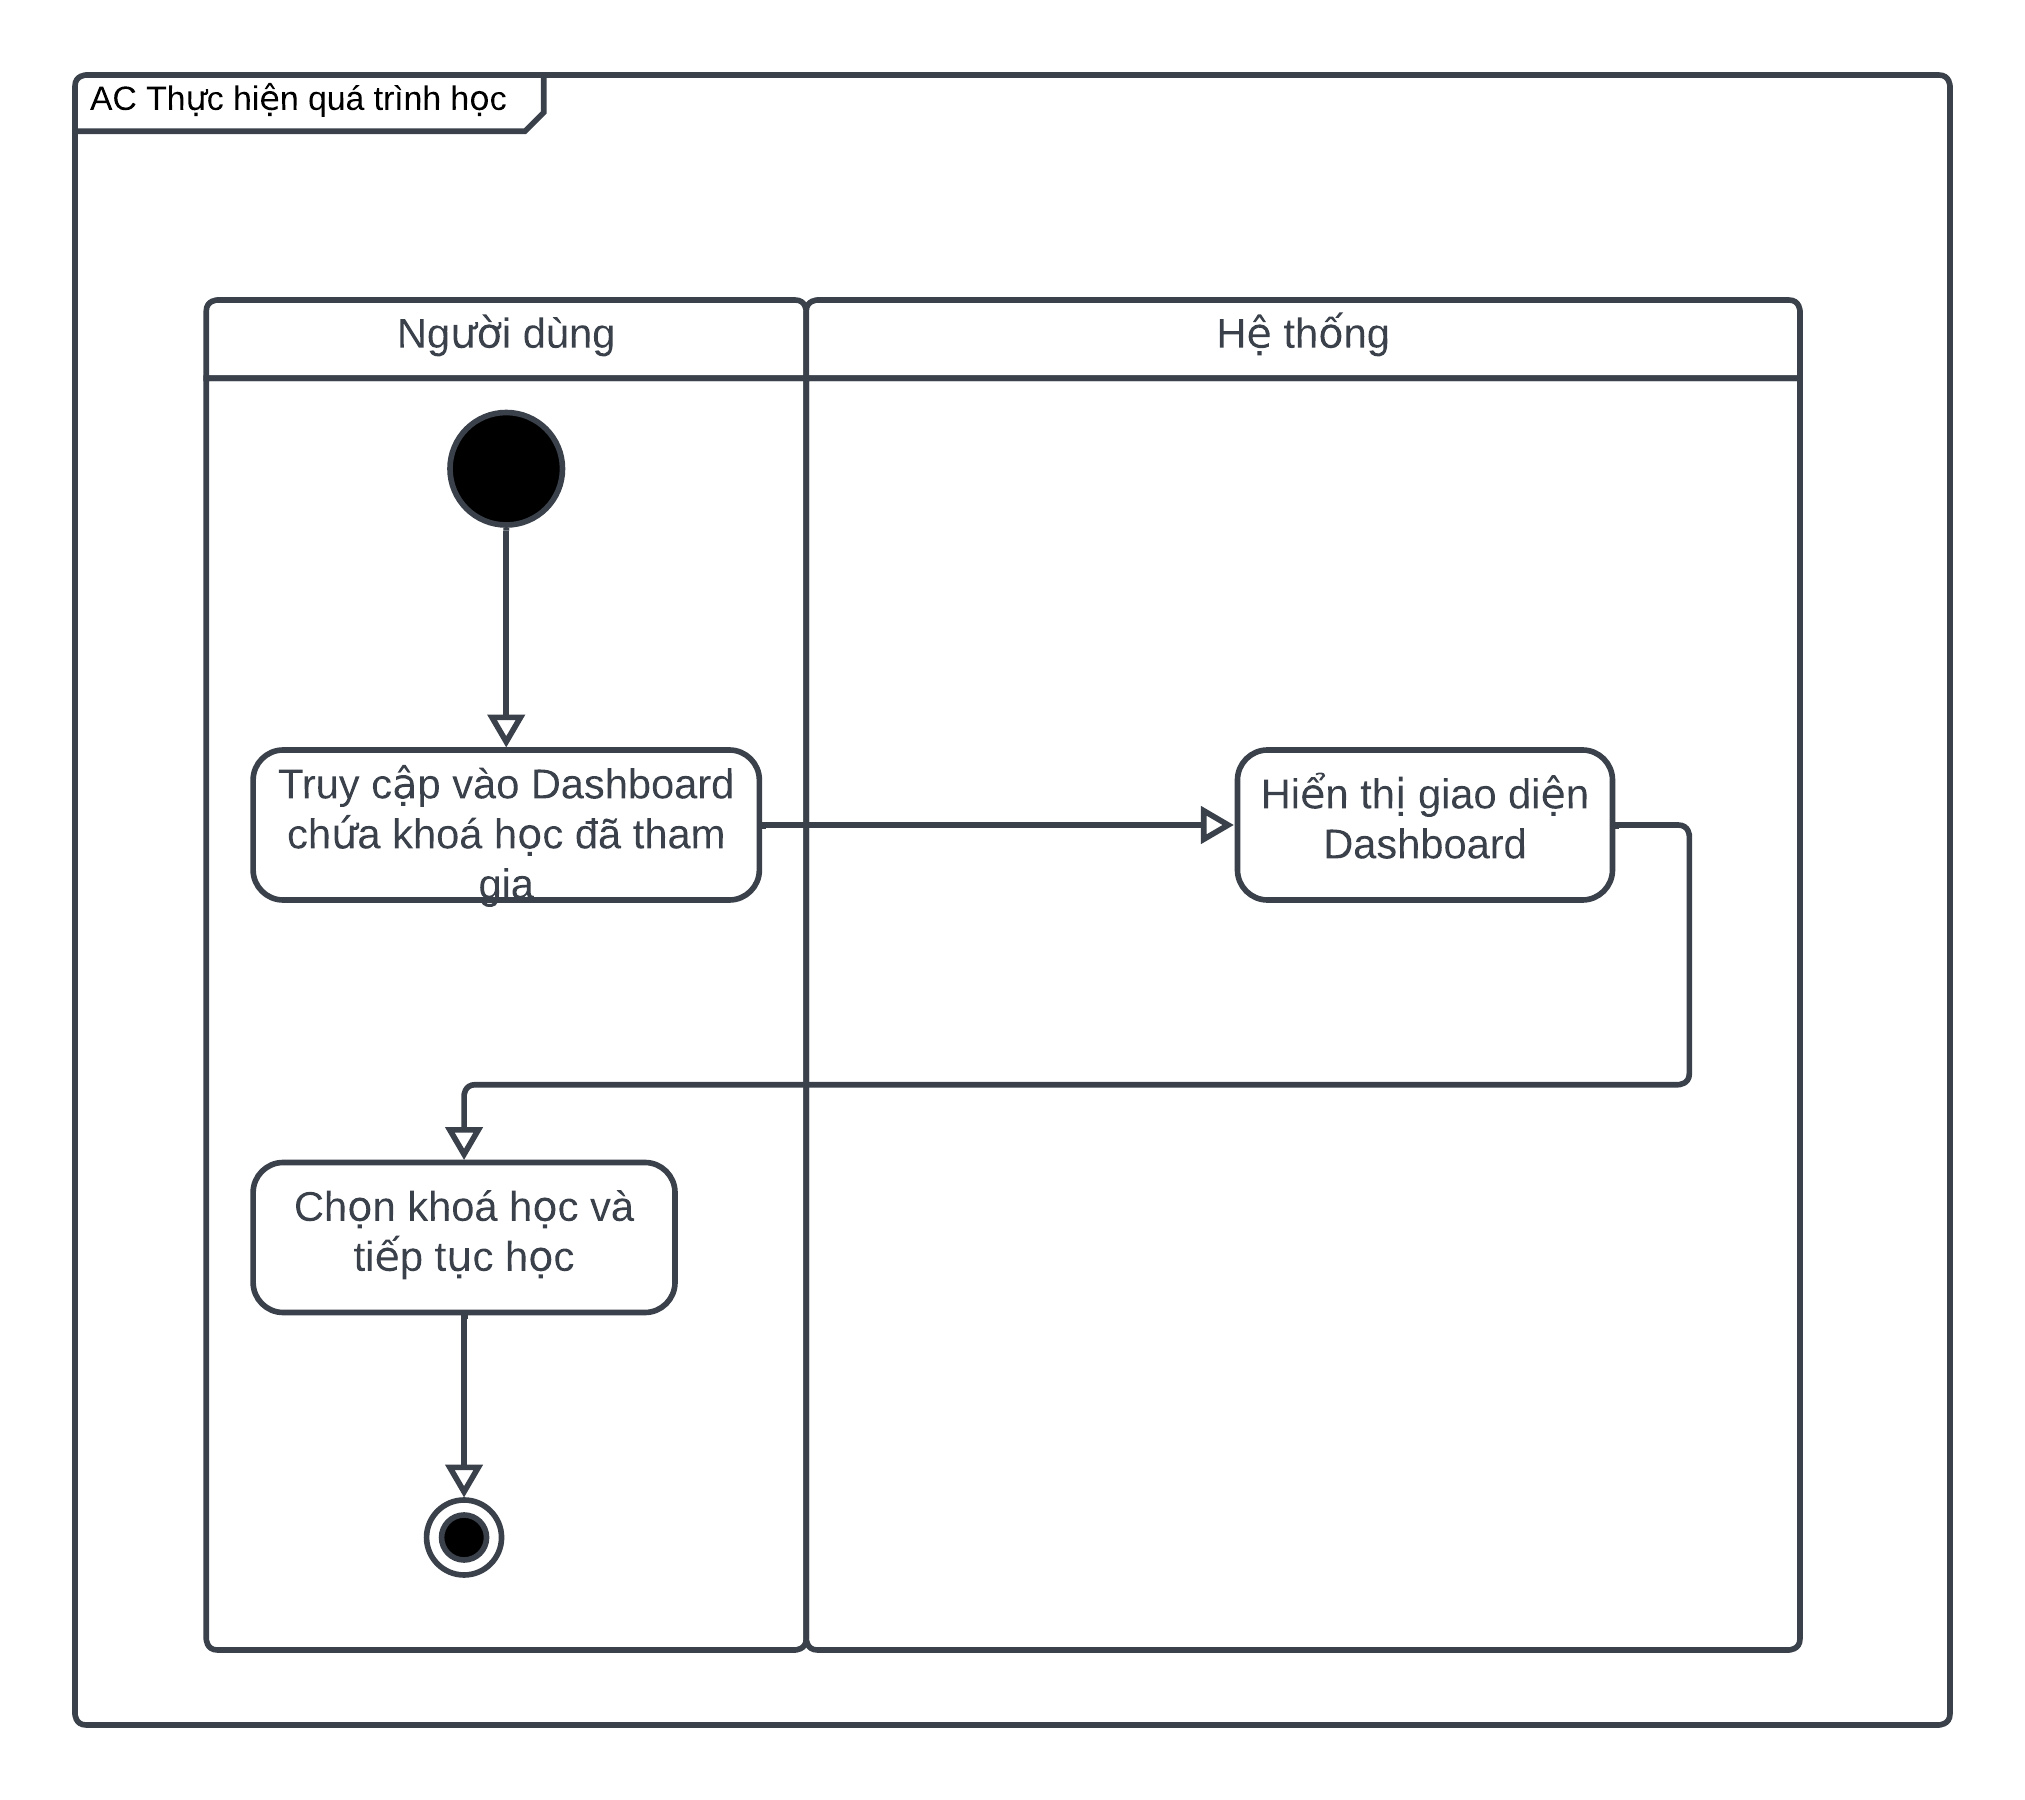 AC Thực hiện quá trình học
Người dùng
Hệ thống
Truy cập vào Dashboard
chứa khoá học đã tham
gia
Hiển thị giao diện
Dashboard
Chọn khoá học và
tiếp tục học